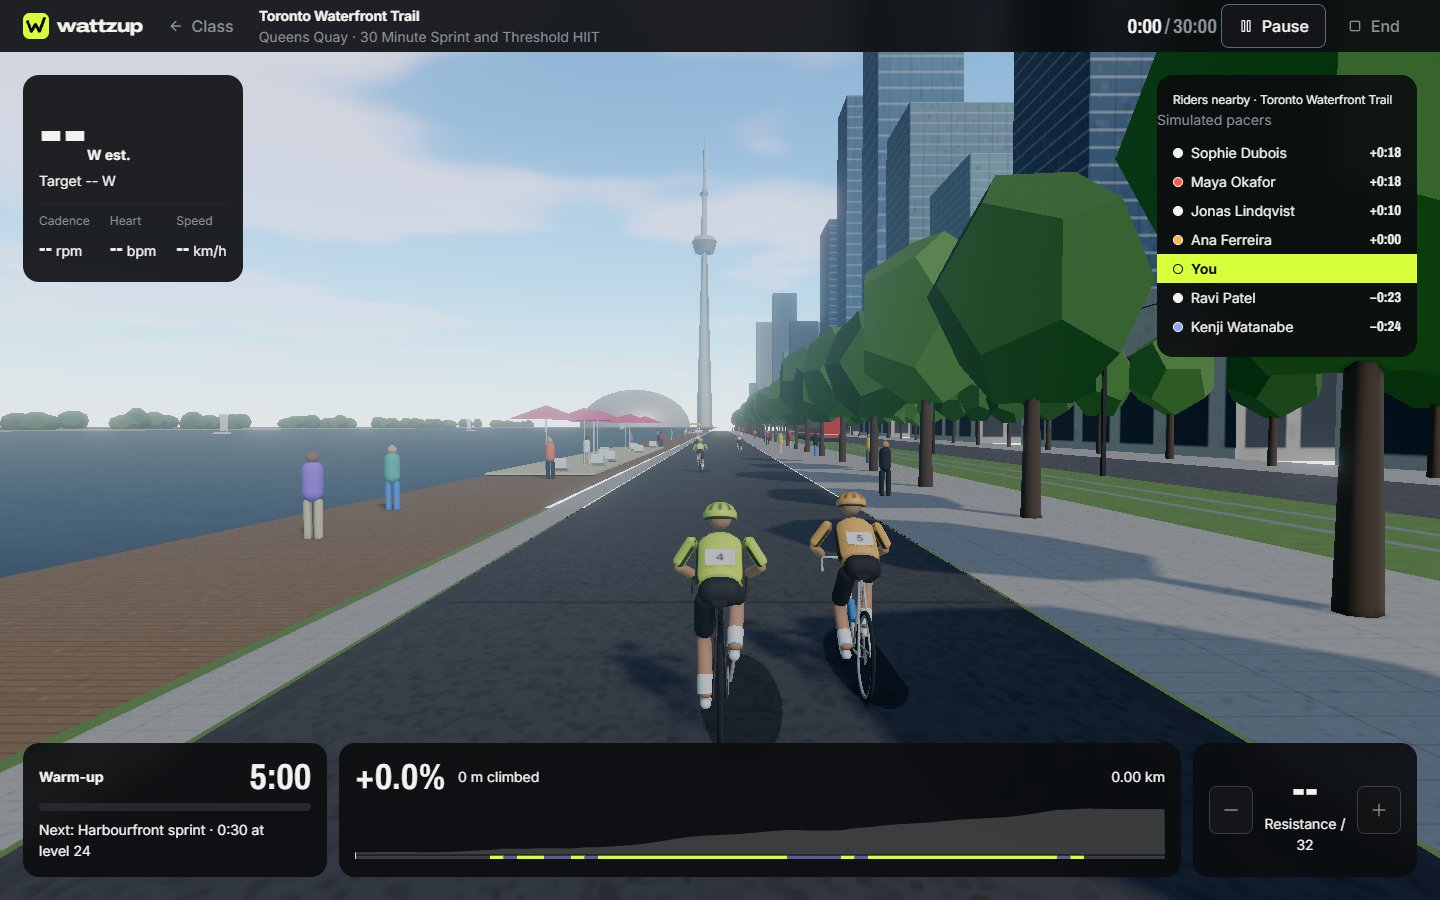 W wattzup
← Class
Toronto Waterfront Trail
Queens Quay · 30 Minute Sprint and Threshold HIIT
0:00 / 30:00
Pause
End
--
W est.
Target -- W
Cadence Heart Speed
-- rpm -- bpm -- km/h
Riders nearby · Toronto Waterfront Trail
Simulated pacers
Sophie Dubois +0:18
Maya Okafor +0:18
Jonas Lindqvist +0:10
Ana Ferreira +0:00
You
Ravi Patel −0:23
Kenji Watanabe −0:24
4
5
Warm-up 5:00
Next: Harbourfront sprint · 0:30 at
level 24
+0.0% 0 m climbed 0.00 km
−
--
Resistance /
32
+